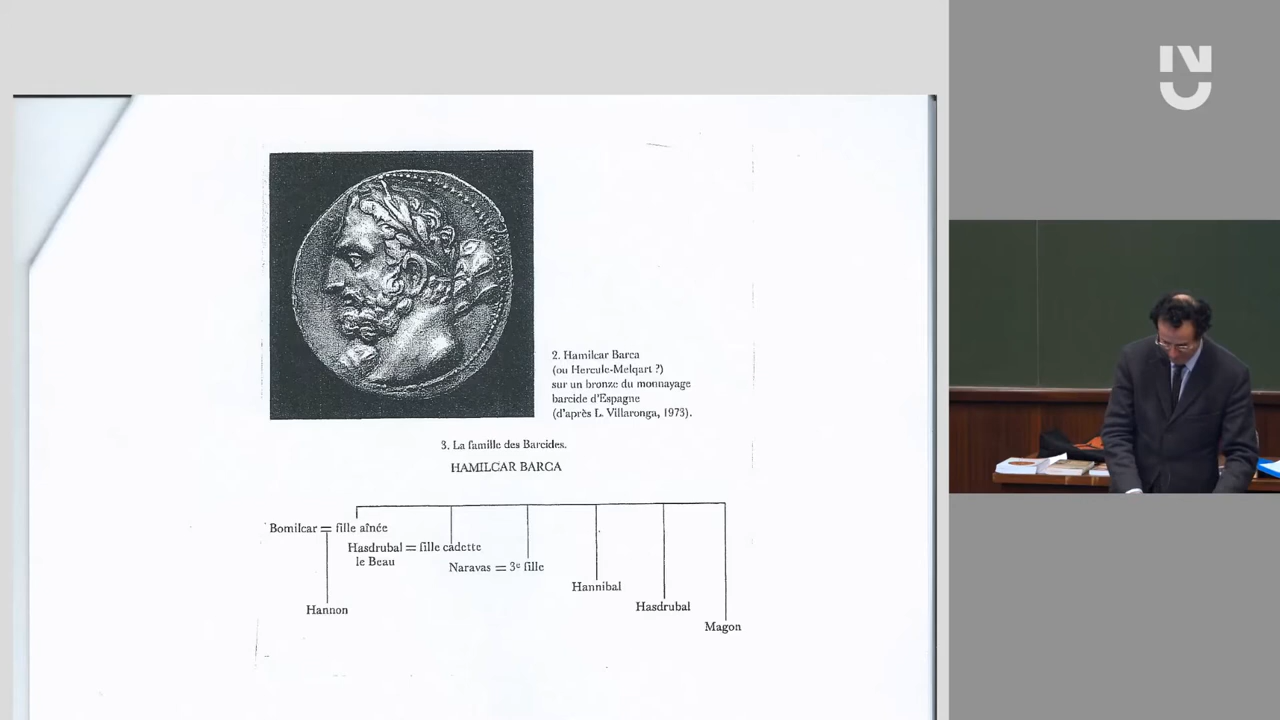 2. Hamilcar Barca
(ou Hercule-Melqart ?)
sur un bronze du monnayage
barcide d'Espagne
(d'après L. Villaronga, 1973).
3. La famille des Barcides.
HAMILCAR BARCA
Bomilcar = fille aînée
Hasdrubal = fille cadette
le Beau
Naravas = 3e fille
Hannibal
Hannon
Hasdrubal
Magon